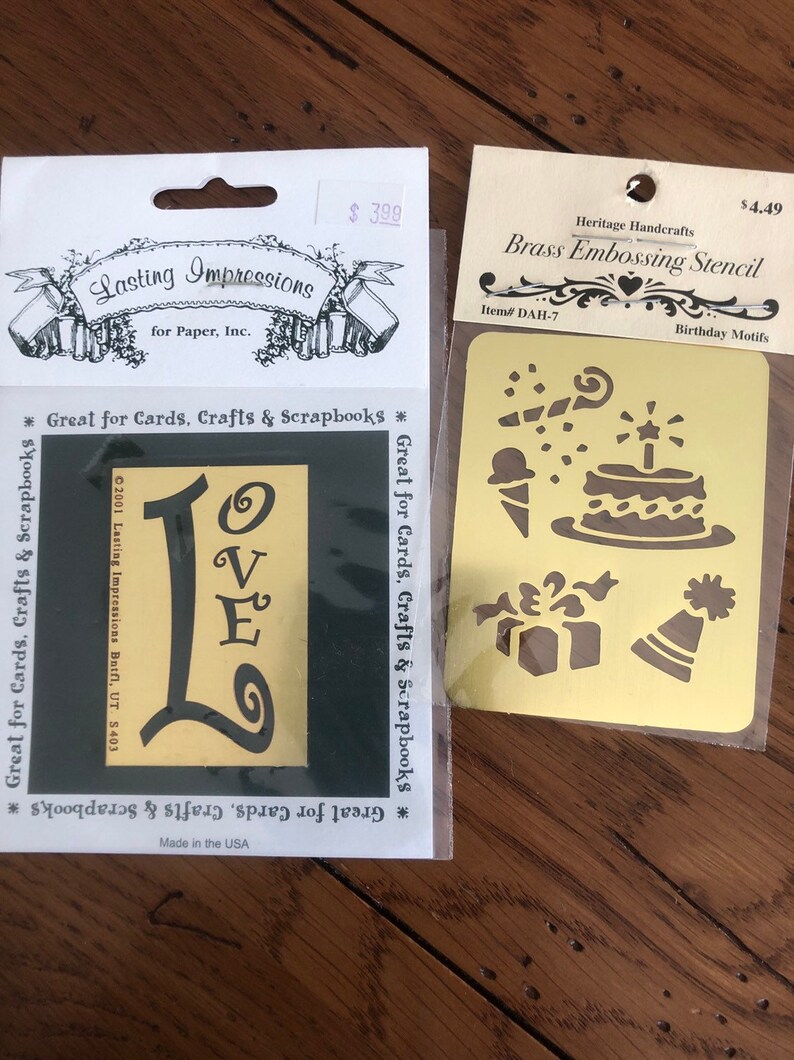 $ 3.99
Lasting Impressions
for Paper, Inc.
* Great for Cards, Crafts & Scrapbooks *
Great for Cards, Crafts & Scrapbooks
Great for Cards, Crafts & Scrapbooks
* Great for Cards, Crafts & Scrapbooks *
©2001 Lasting Impressions Bntfl, UT S403
LOVE
Made in the USA
$4.49
Heritage Handcrafts
Brass Embossing Stencil
Item# DAH-7
Birthday Motifs